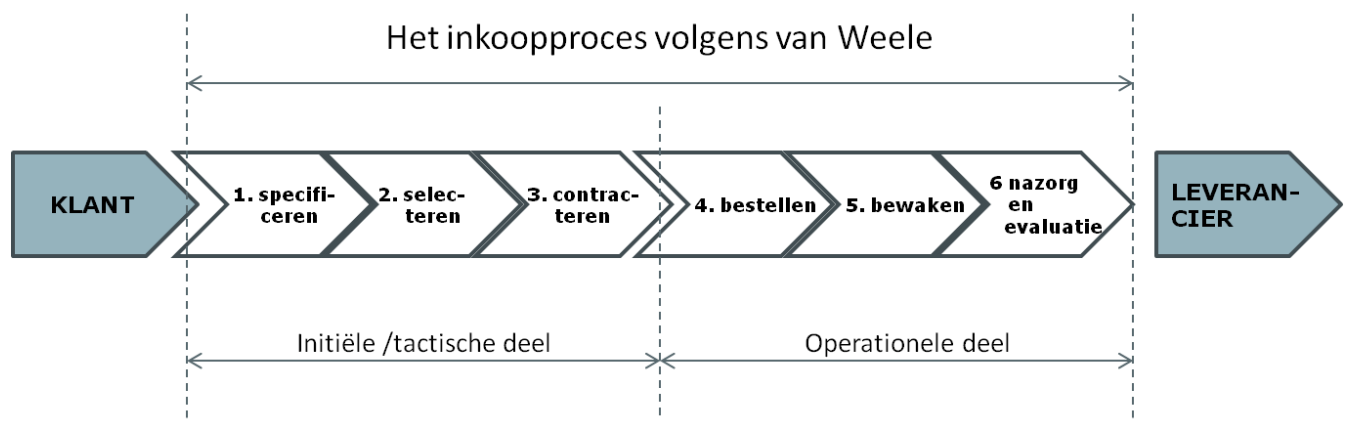 Het inkoopproces volgens van Weele
KLANT
1. specifi-
ceren
2. selec-
teren
3. contrac-
teren
4. bestellen
5. bewaken
6 nazorg
en
evaluatie
LEVERAN-
CIER
Initiële /tactische deel
Operationele deel